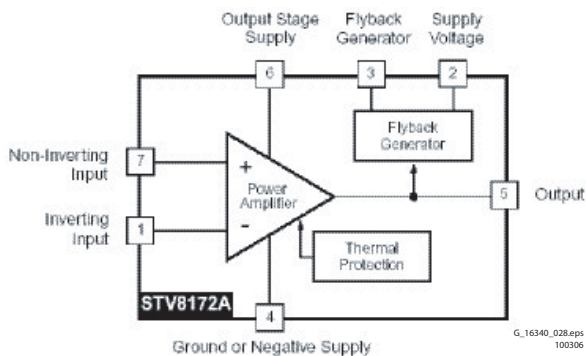 Output Stage
Supply
Flyback
Generator
Supply
Voltage
6
3
2
Flyback
Generator
Non-Inverting
Input
7
+
Power
Amplifier
5
Output
Inverting
Input
1
-
Thermal
Protection
STV8172A
4
Ground or Negative Supply
G_16340_028.eps
100306